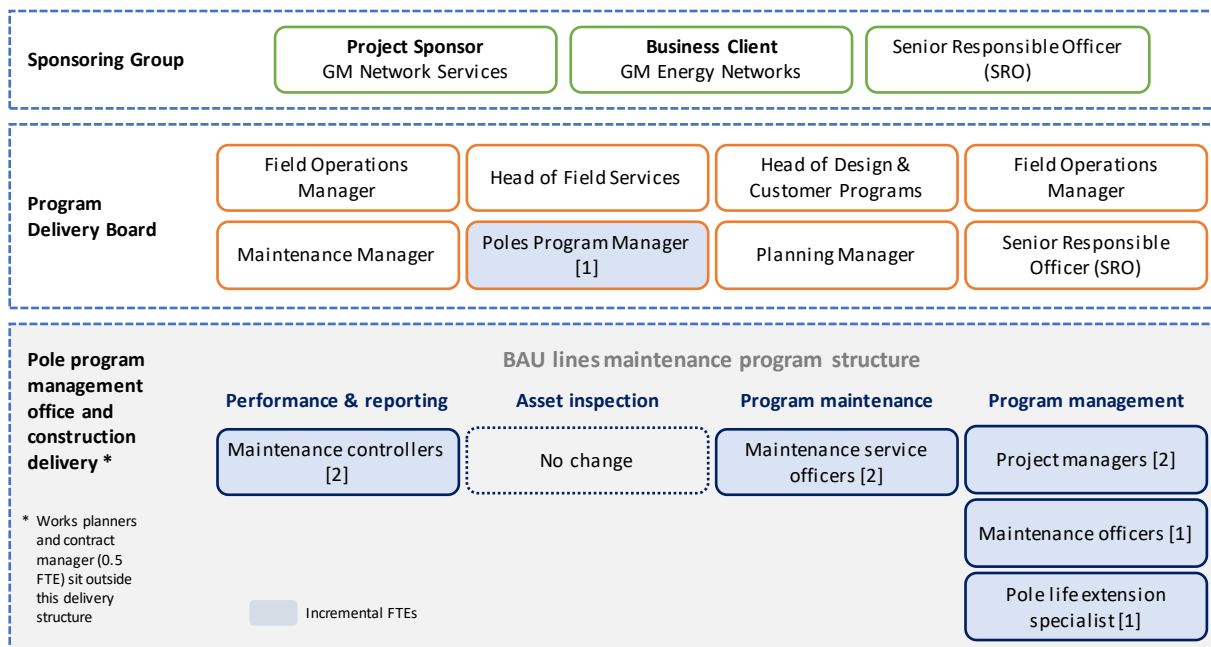 Sponsoring Group
Project Sponsor
GM Network Services
Business Client
GM Energy Networks
Senior Responsible Officer
(SRO)
Program
Delivery Board
Field Operations
Manager
Head of Field Services
Head of Design &
Customer Programs
Field Operations
Manager
Maintenance Manager
Poles Program Manager
[1]
Planning Manager
Senior Responsible
Officer (SRO)
Pole program
management
office and
construction
delivery *
* Works planners
and contract
manager (0.5
FTE) sit outside
this delivery
structure
BAU lines maintenance program structure
Performance & reporting
Asset inspection
Program maintenance
Program management
Maintenance controllers
[2]
No change
Maintenance service
officers [2]
Project managers [2]
Maintenance officers [1]
Pole life extension
specialist [1]
Incremental FTEs